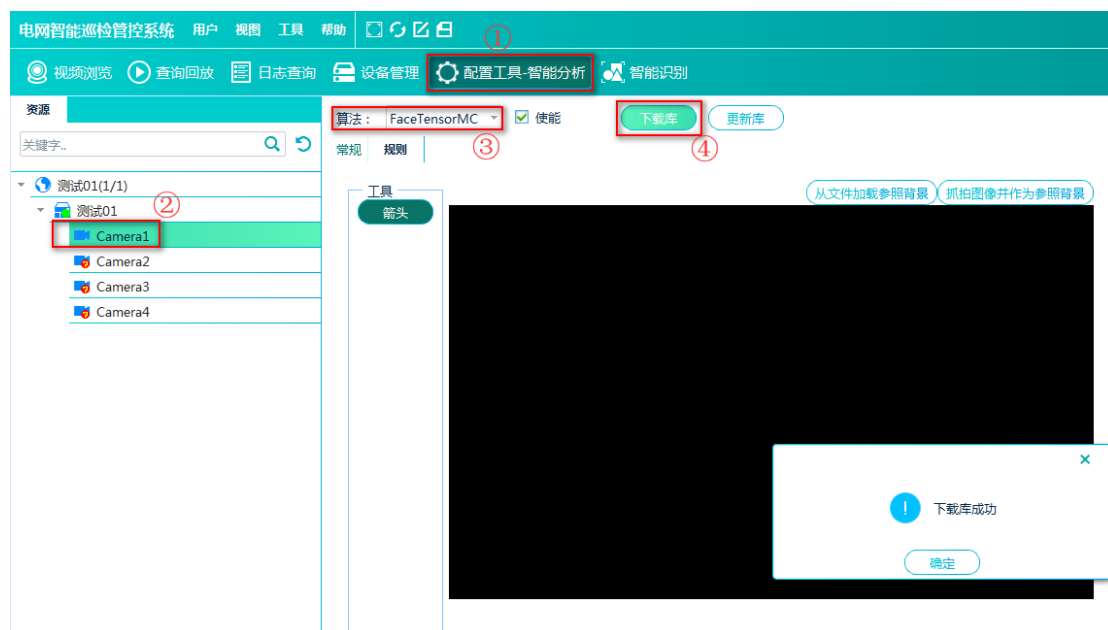 电网智能巡检管控系统 用户 视图 工具 帮助
①
视频浏览 查询回放 日志查询 设备管理 配置工具-智能分析 智能识别
资源
算法： FaceTensorMC 使能 下载库 更新库
关键字..
常规 规则 ③ ④
测试01(1/1)
工具
从文件加载参照背景 抓拍图像并作为参照背景
测试01 ②
箭头
Camera1
Camera2
Camera3
Camera4
下载库成功
确定